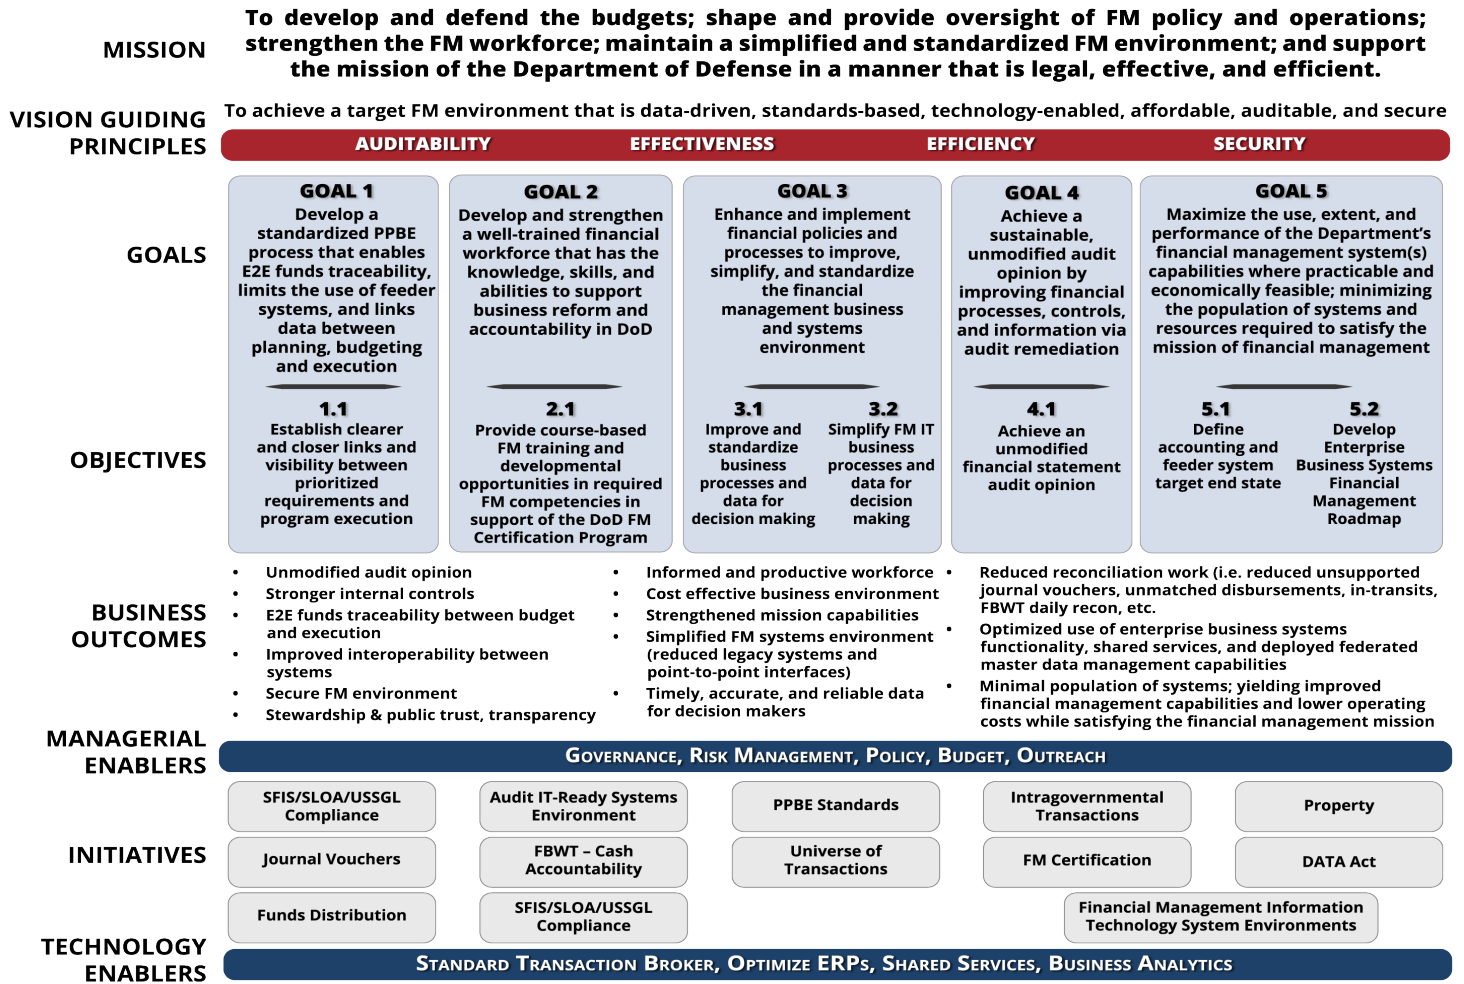 MISSION
To develop and defend the budgets; shape and provide oversight of FM policy and operations;
strengthen the FM workforce; maintain a simplified and standardized FM environment; and support
the mission of the Department of Defense in a manner that is legal, effective, and efficient.
VISION GUIDING
PRINCIPLES
To achieve a target FM environment that is data-driven, standards-based, technology-enabled, affordable, auditable, and secure
AUDITABILITY
EFFECTIVENESS
EFFICIENCY
SECURITY
GOALS
GOAL 1
Develop a
standardized PPBE
process that enables
E2E funds traceability,
limits the use of feeder
systems, and links
data between
planning, budgeting
and execution
GOAL 2
Develop and strengthen
a well-trained financial
workforce that has the
knowledge, skills, and
abilities to support
business reform and
accountability in DoD
GOAL 3
Enhance and implement
financial policies and
processes to improve,
simplify, and standardize
the financial
management business
and systems
environment
GOAL 4
Achieve a
sustainable,
unmodified audit
opinion by
improving financial
processes, controls,
and information via
audit remediation
GOAL 5
Maximize the use, extent, and
performance of the Department's
financial management system(s)
capabilities where practicable and
economically feasible; minimizing
the population of systems and
resources required to satisfy the
mission of financial management
OBJECTIVES
1.1
Establish clearer
and closer links and
visibility between
prioritized
requirements and
program execution
2.1
Provide course-based
FM training and
developmental
opportunities in required
FM competencies in
support of the DoD FM
Certification Program
3.1
Improve and
standardize
business
processes and
data for
decision making
3.2
Simplify FM IT
business
processes and
data for
decision
making
4.1
Achieve an
unmodified
financial statement
audit opinion
5.1
Define
accounting and
feeder system
target end state
5.2
Develop
Enterprise
Business Systems
Financial
Management
Roadmap
BUSINESS
OUTCOMES
• Unmodified audit opinion
• Stronger internal controls
• E2E funds traceability between budget
and execution
• Improved interoperability between
systems
• Secure FM environment
• Stewardship & public trust, transparency
• Informed and productive workforce
• Cost effective business environment
• Strengthened mission capabilities
• Simplified FM systems environment
(reduced legacy systems and
point-to-point interfaces)
• Timely, accurate, and reliable data
for decision makers
• Reduced reconciliation work (i.e. reduced unsupported
journal vouchers, unmatched disbursements, in-transits,
FBWT daily recon, etc.
• Optimized use of enterprise business systems
functionality, shared services, and deployed federated
master data management capabilities
• Minimal population of systems; yielding improved
financial management capabilities and lower operating
costs while satisfying the financial management mission
MANAGERIAL
ENABLERS
GOVERNANCE, RISK MANAGEMENT, POLICY, BUDGET, OUTREACH
INITIATIVES
SFIS/SLOA/USSGL
Compliance
Audit IT-Ready Systems
Environment
PPBE Standards
Intragovernmental
Transactions
Property
Journal Vouchers
FBWT – Cash
Accountability
Universe of
Transactions
FM Certification
DATA Act
Funds Distribution
SFIS/SLOA/USSGL
Compliance
Financial Management Information
Technology System Environments
TECHNOLOGY
ENABLERS
STANDARD TRANSACTION BROKER, OPTIMIZE ERPS, SHARED SERVICES, BUSINESS ANALYTICS